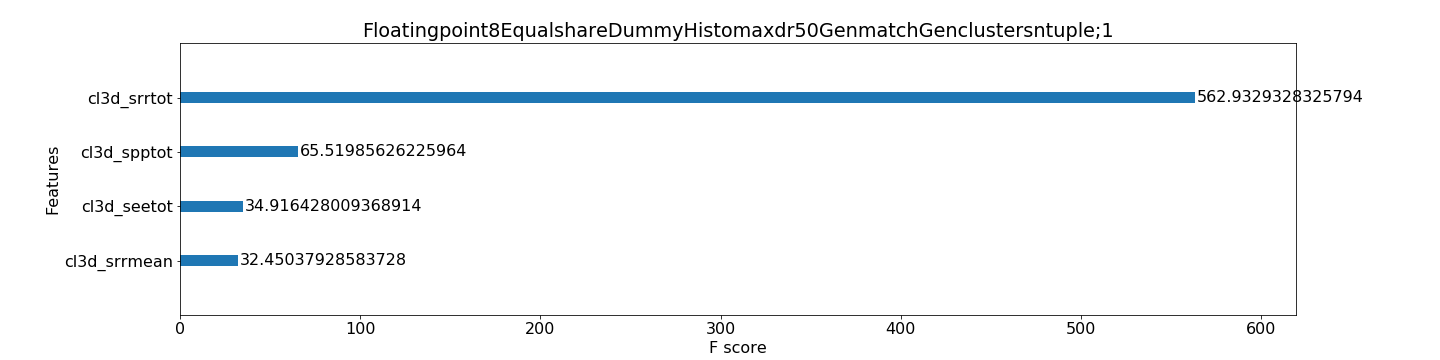 Floatingpoint8EqualshareDummyHistomaxdr50GenmatchGenclustersntuple;1
Features
cl3d_srrtot
562.9329328325794
cl3d_spptot
65.51985626225964
cl3d_seetot
34.916428009368914
cl3d_srrmean
32.45037928583728
0 100 200 300 400 500 600
F score